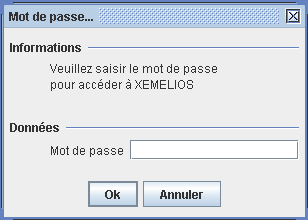 Mot de passe...
Informations
Veuillez saisir le mot de passe
pour accéder à XEMELIOS
Données
Mot de passe
Ok
Annuler